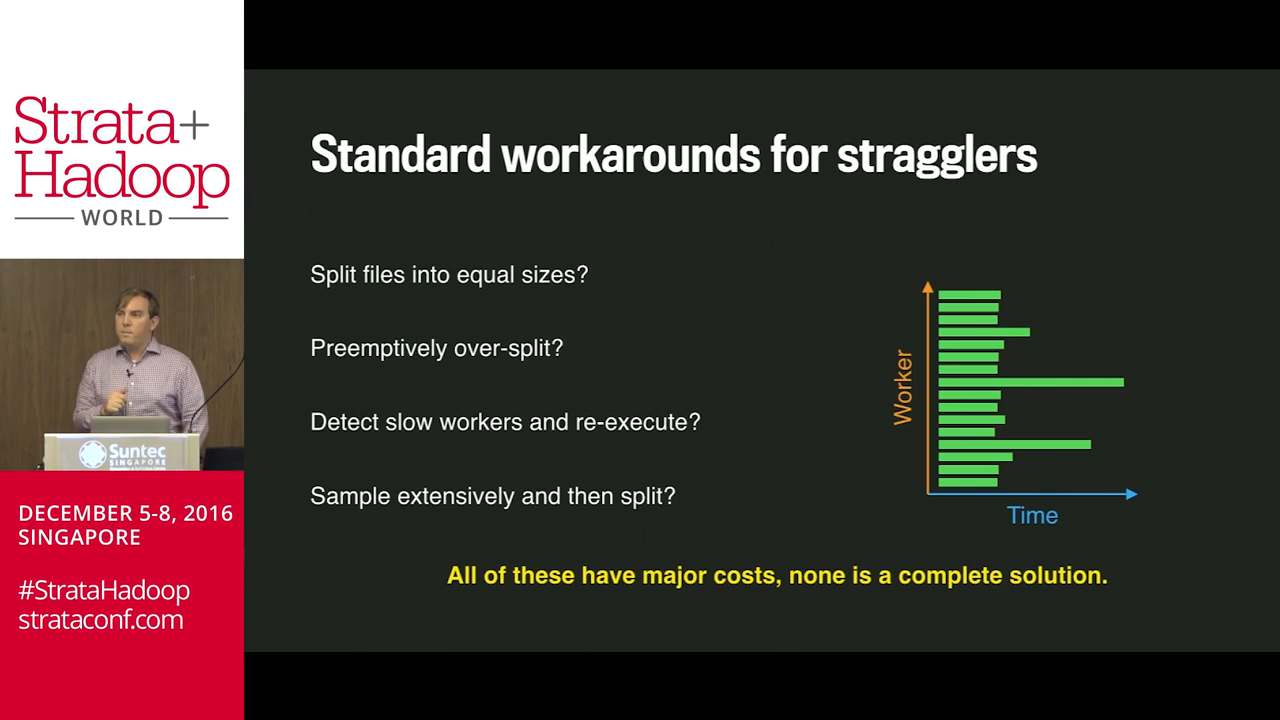 Strata+
Hadoop
WORLD
Suntec
SINGAPORE
DECEMBER 5-8, 2016
SINGAPORE
#StrataHadoop
strataconf.com
Standard workarounds for stragglers
Split files into equal sizes?
Preemptively over-split?
Detect slow workers and re-execute?
Sample extensively and then split?
Worker
Time
All of these have major costs, none is a complete solution.